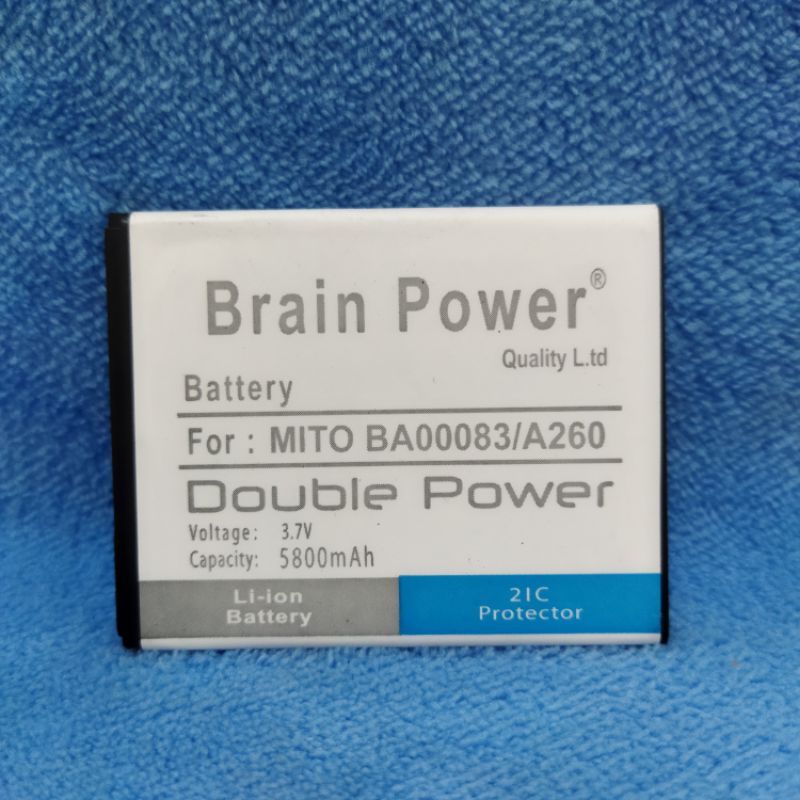 Brain Power®
Quality L.td
Battery
For : MITO BA00083/A260
Double Power
Voltage: 3.7V
Capacity: 5800mAh
Li-ion
Battery
2IC
Protector